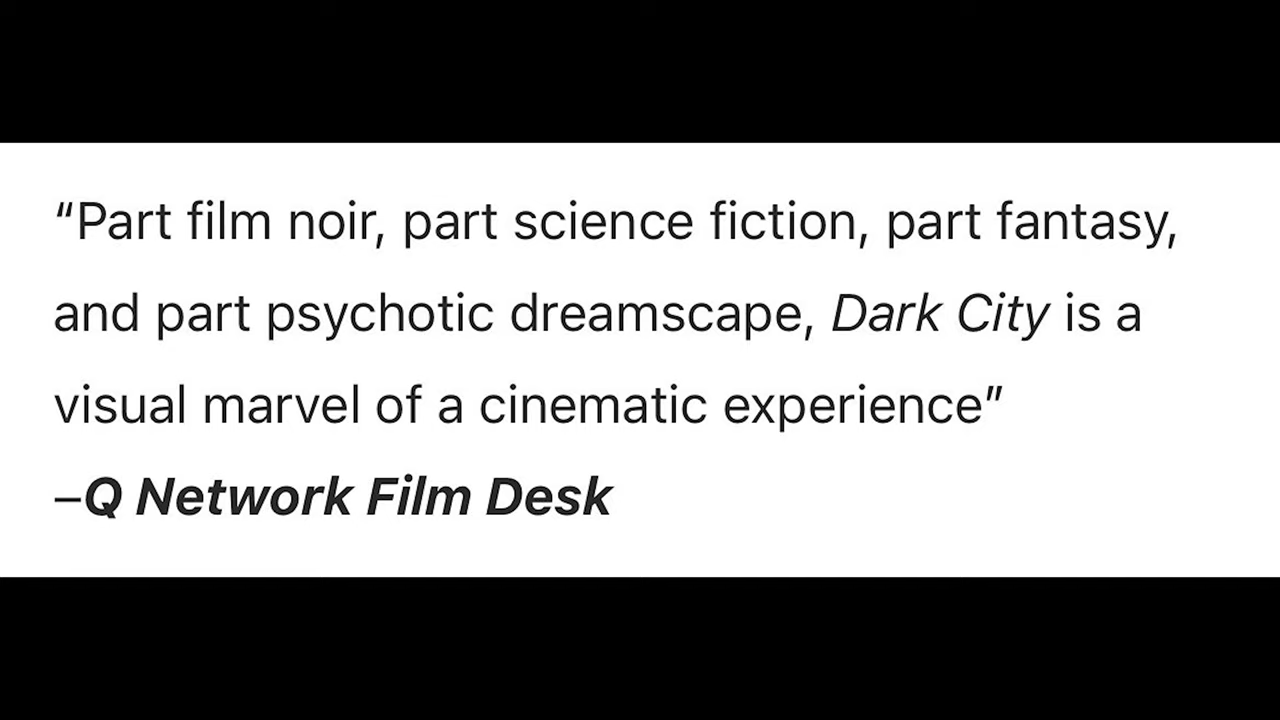 “Part film noir, part science fiction, part fantasy,
and part psychotic dreamscape, Dark City is a
visual marvel of a cinematic experience”
–Q Network Film Desk